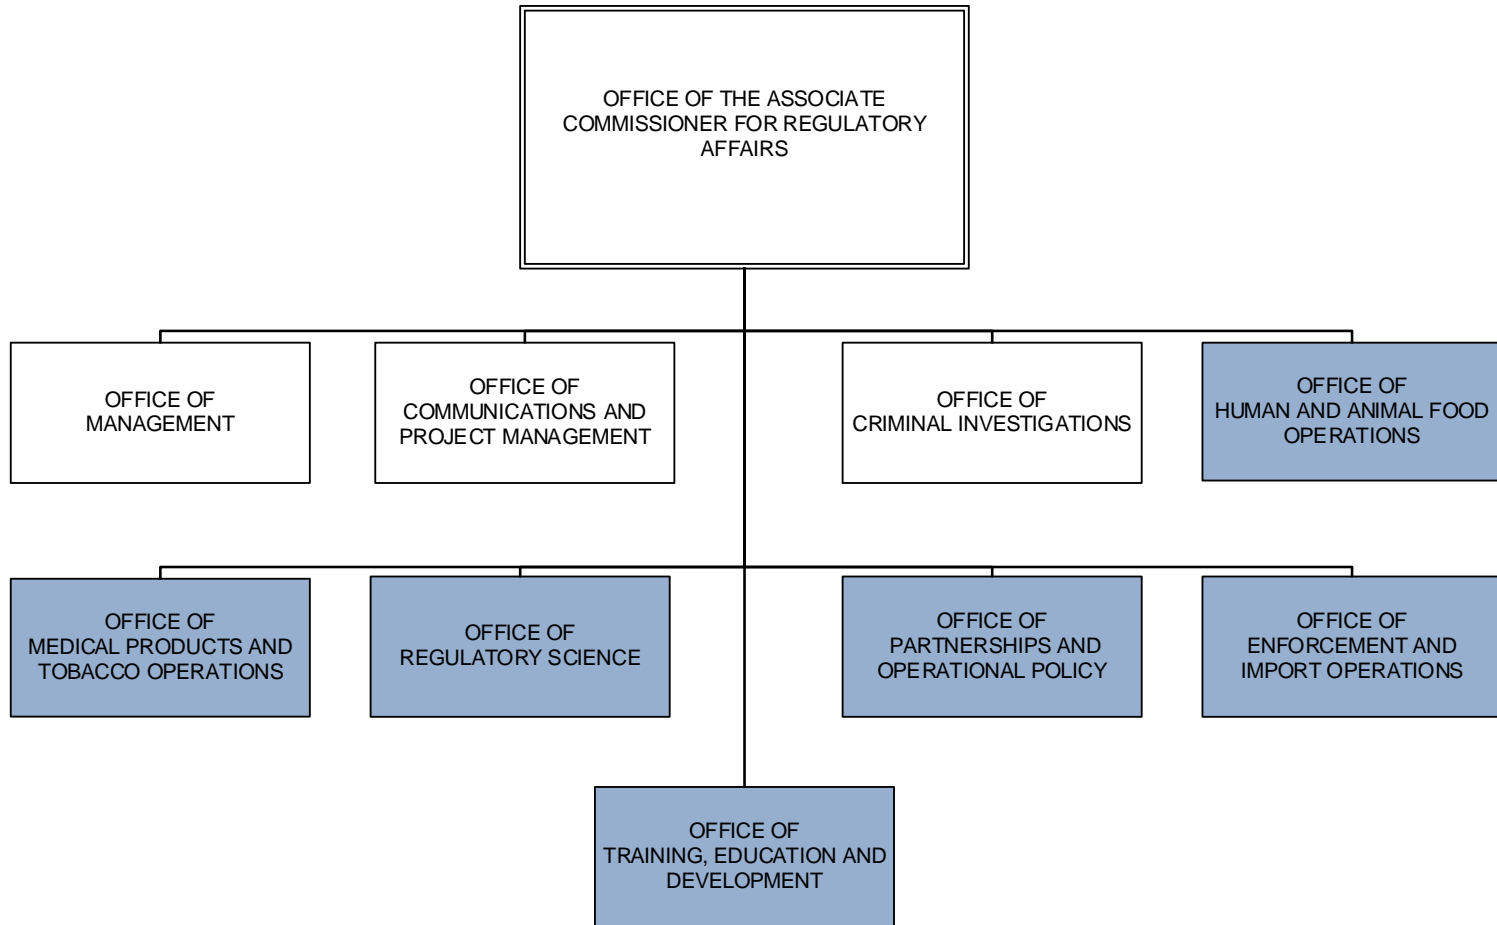 OFFICE OF THE ASSOCIATE
COMMISSIONER FOR REGULATORY
AFFAIRS
OFFICE OF
MANAGEMENT
OFFICE OF
COMMUNICATIONS AND
PROJECT MANAGEMENT
OFFICE OF
CRIMINAL INVESTIGATIONS
OFFICE OF
HUMAN AND ANIMAL FOOD
OPERATIONS
OFFICE OF
MEDICAL PRODUCTS AND
TOBACCO OPERATIONS
OFFICE OF
REGULATORY SCIENCE
OFFICE OF
PARTNERSHIPS AND
OPERATIONAL POLICY
OFFICE OF
ENFORCEMENT AND
IMPORT OPERATIONS
OFFICE OF
TRAINING, EDUCATION AND
DEVELOPMENT